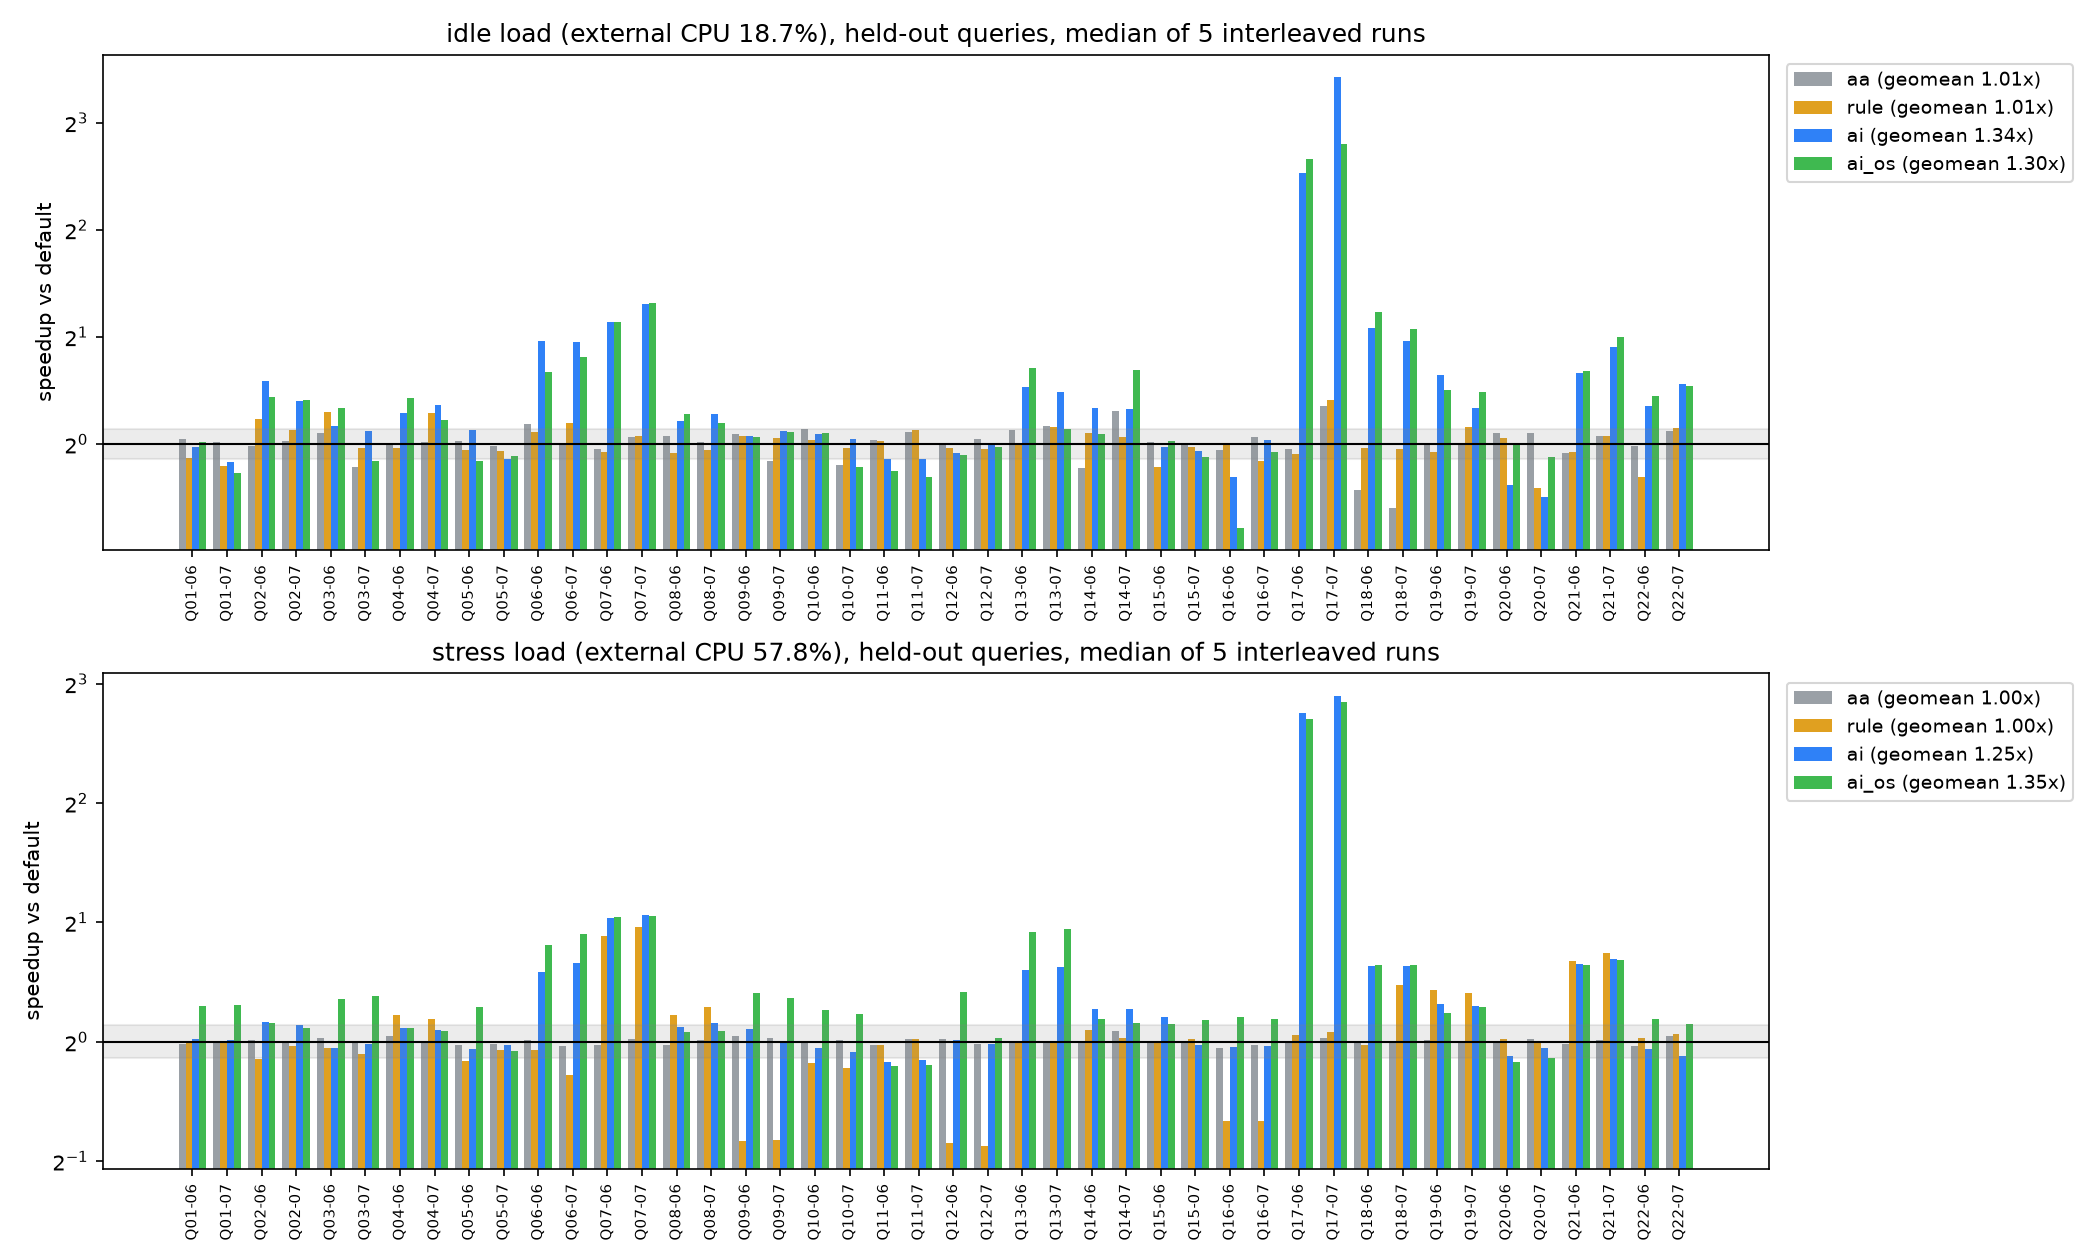 idle load (external CPU 18.7%), held-out queries, median of 5 interleaved runs
speedup vs default
2³
2²
2¹
2⁰
aa (geomean 1.01x)
rule (geomean 1.01x)
ai (geomean 1.34x)
ai_os (geomean 1.30x)
Q01-06 Q01-07 Q02-06 Q02-07 Q03-06 Q03-07 Q04-06 Q04-07 Q05-06 Q05-07 Q06-06 Q06-07 Q07-06 Q07-07 Q08-06 Q08-07 Q09-06 Q09-07 Q10-06 Q10-07 Q11-06 Q11-07 Q12-06 Q12-07 Q13-06 Q13-07 Q14-06 Q14-07 Q15-06 Q15-07 Q16-06 Q16-07 Q17-06 Q17-07 Q18-06 Q18-07 Q19-06 Q19-07 Q20-06 Q20-07 Q21-06 Q21-07 Q22-06 Q22-07
stress load (external CPU 57.8%), held-out queries, median of 5 interleaved runs
speedup vs default
2³
2²
2¹
2⁰
2⁻¹
aa (geomean 1.00x)
rule (geomean 1.00x)
ai (geomean 1.25x)
ai_os (geomean 1.35x)
Q01-06 Q01-07 Q02-06 Q02-07 Q03-06 Q03-07 Q04-06 Q04-07 Q05-06 Q05-07 Q06-06 Q06-07 Q07-06 Q07-07 Q08-06 Q08-07 Q09-06 Q09-07 Q10-06 Q10-07 Q11-06 Q11-07 Q12-06 Q12-07 Q13-06 Q13-07 Q14-06 Q14-07 Q15-06 Q15-07 Q16-06 Q16-07 Q17-06 Q17-07 Q18-06 Q18-07 Q19-06 Q19-07 Q20-06 Q20-07 Q21-06 Q21-07 Q22-06 Q22-07